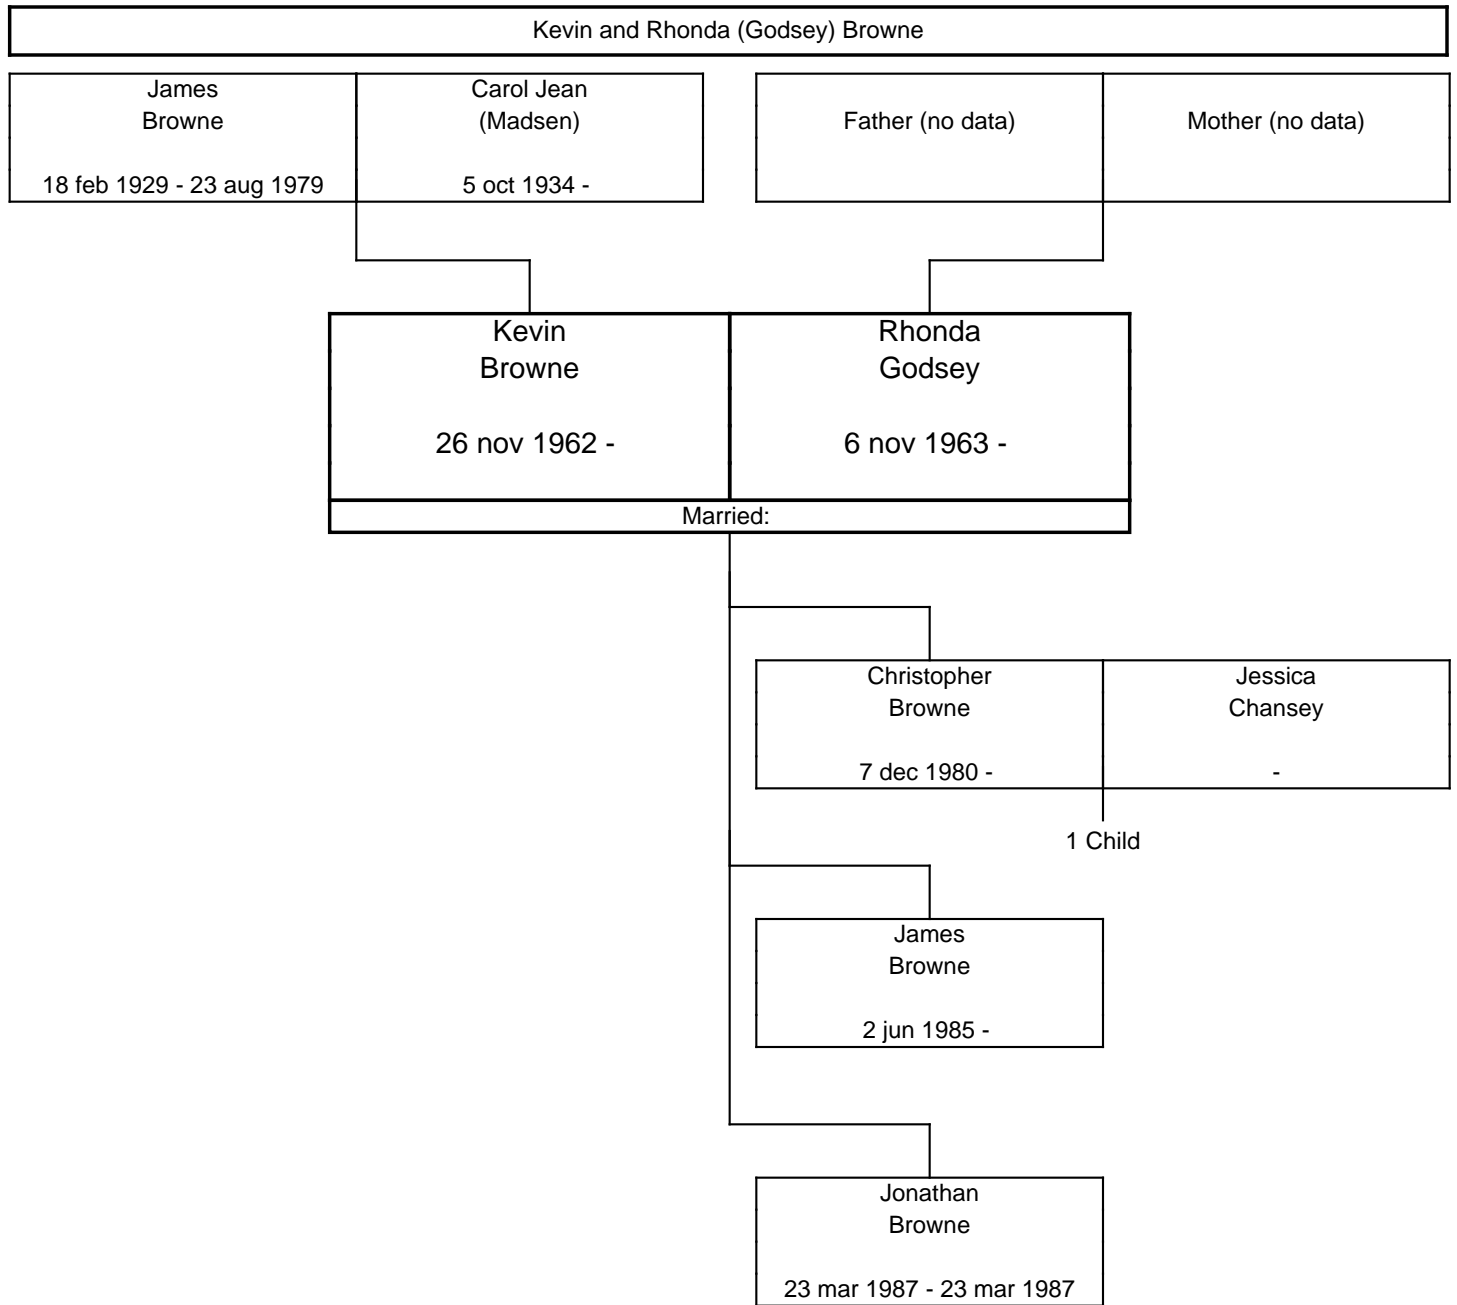 Kevin and Rhonda (Godsey) Browne
James
Browne
18 feb 1929 - 23 aug 1979
Carol Jean
(Madsen)
5 oct 1934 -
Father (no data)
Mother (no data)
Kevin
Browne
26 nov 1962 -
Rhonda
Godsey
6 nov 1963 -
Married:
Christopher
Browne
7 dec 1980 -
Jessica
Chansey
-
1 Child
James
Browne
2 jun 1985 -
Jonathan
Browne
23 mar 1987 - 23 mar 1987